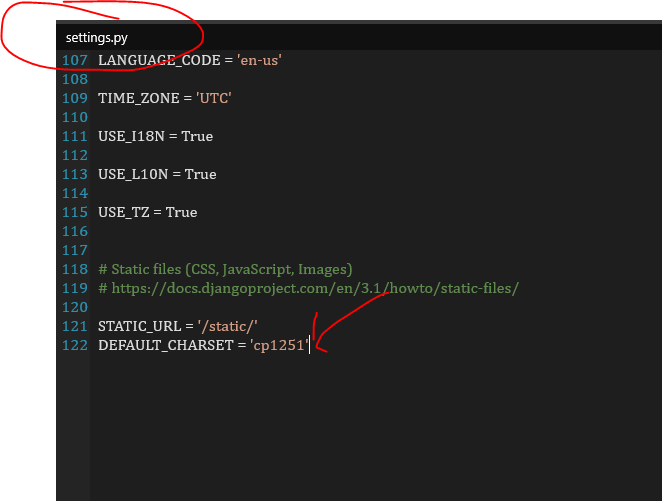 settings.py
107 LANGUAGE_CODE = 'en-us'
108
109 TIME_ZONE = 'UTC'
110
111 USE_I18N = True
112
113 USE_L10N = True
114
115 USE_TZ = True
116
117
118 # Static files (CSS, JavaScript, Images)
119 # https://docs.djangoproject.com/en/3.1/howto/static-files/
120
121 STATIC_URL = '/static/'
122 DEFAULT_CHARSET = 'cp1251'